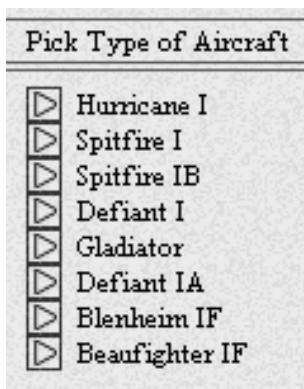 Pick Type of Aircraft
Hurricane I
Spitfire I
Spitfire IB
Defiant I
Gladiator
Defiant IA
Blenheim IF
Beaufighter IF